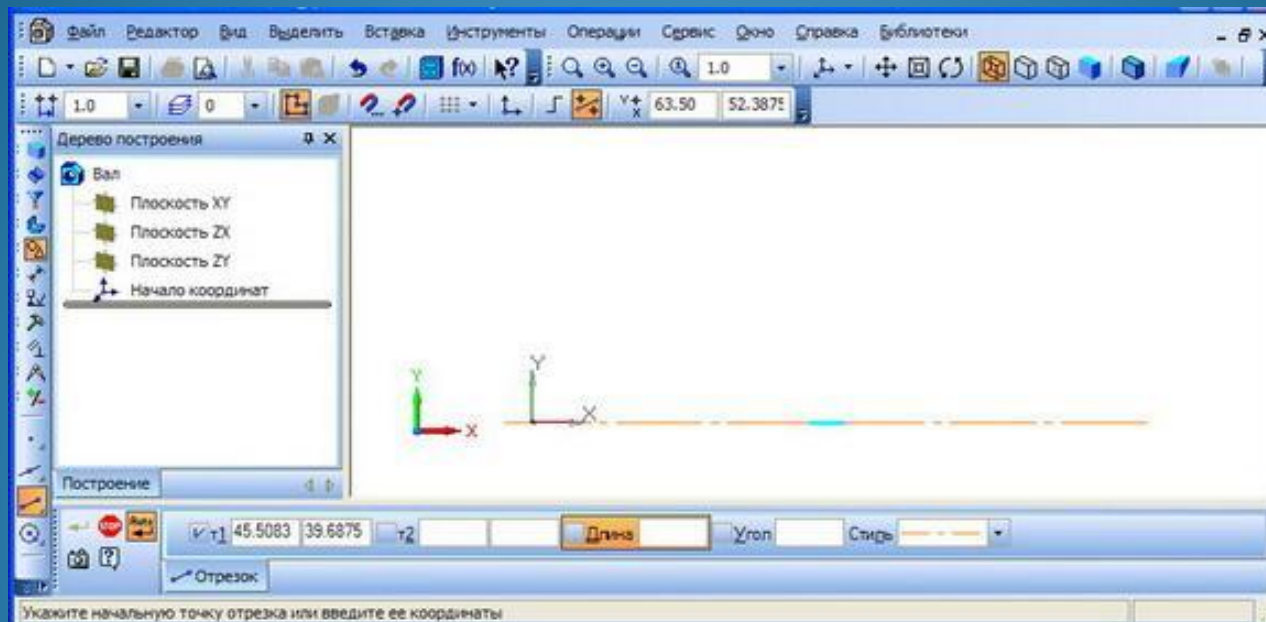 Файл Редактор Вид Выделить Вставка Инструменты Операции Сервис Окно Справка Библиотеки
f(x) 1.0
1.0 0 63.50 52.3875
Дерево построения
Вал
Плоскость XY
Плоскость ZX
Плоскость ZY
Начало координат
Y Y
X X
Построение
STOP Auto т1 45.5083 39.6875 т2 Длина Угол Стиль
Отрезок
Укажите начальную точку отрезка или введите ее координаты